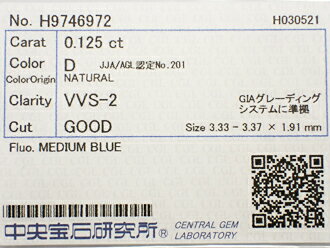 No. H9746972 H030521
Carat 0.125 ct
Color D JJA/AGL認定No.201
ColorOrigin NATURAL
Clarity VVS-2 GIAグレーディング
システムに準拠
Cut GOOD Size 3.33 - 3.37 × 1.91 mm
Fluo. MEDIUM BLUE
中央宝石研究所® CENTRAL GEM
LABORATORY